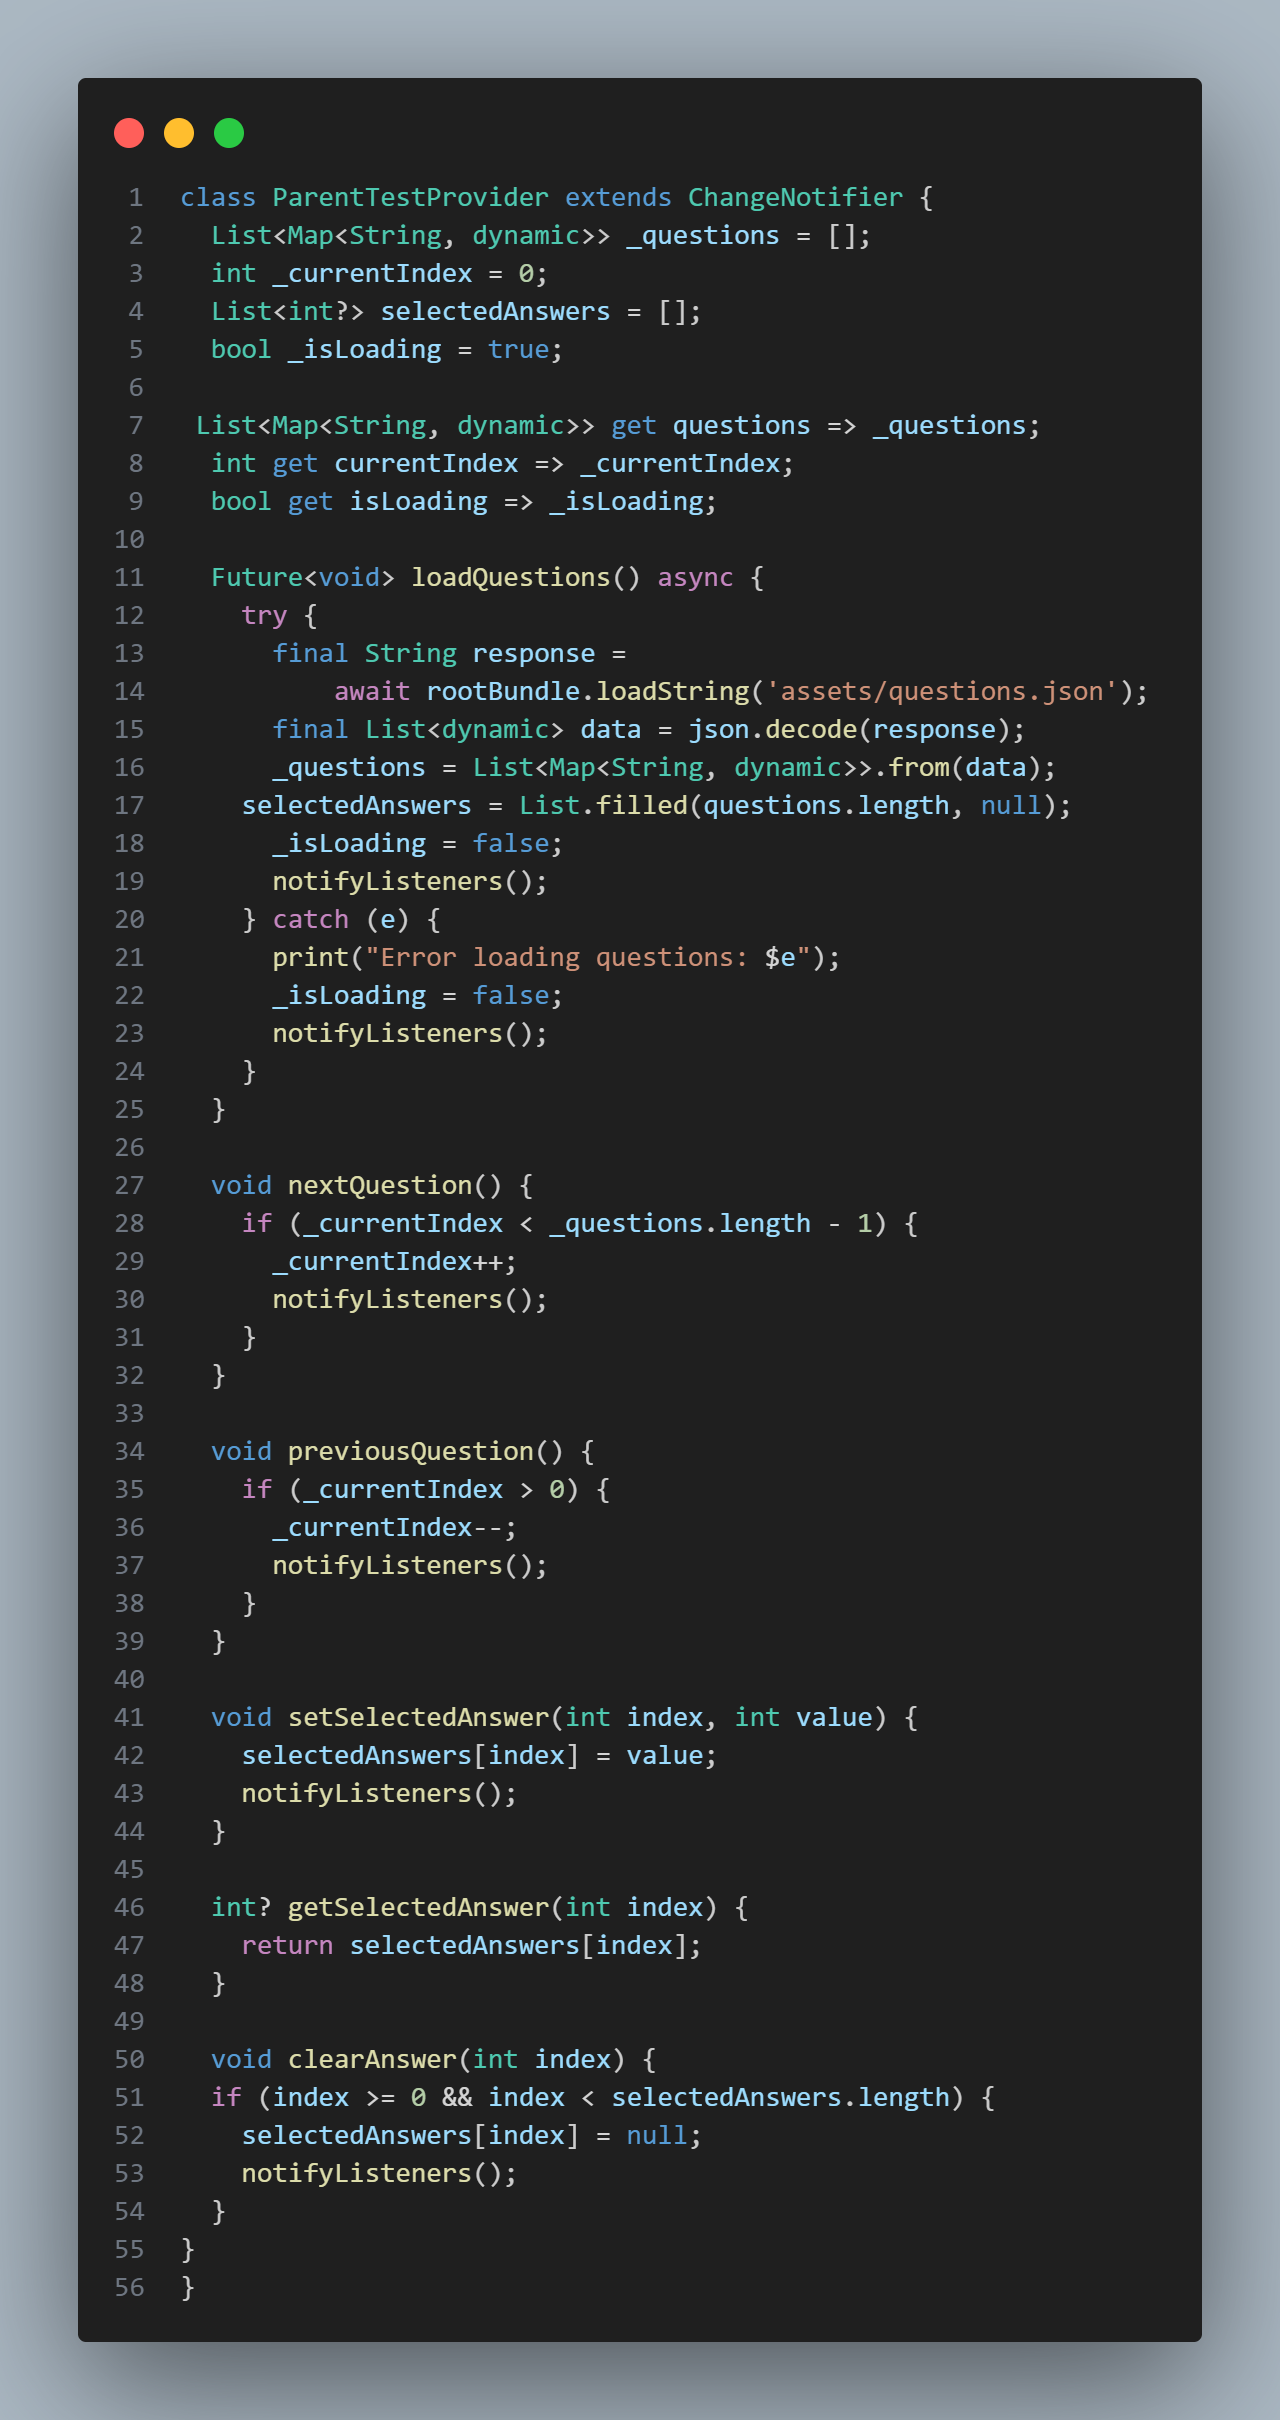 1 class ParentTestProvider extends ChangeNotifier {
2   List<Map<String, dynamic>> _questions = [];
3   int _currentIndex = 0;
4   List<int?> selectedAnswers = [];
5   bool _isLoading = true;
6
7  List<Map<String, dynamic>> get questions => _questions;
8   int get currentIndex => _currentIndex;
9   bool get isLoading => _isLoading;
10
11   Future<void> loadQuestions() async {
12     try {
13       final String response =
14           await rootBundle.loadString('assets/questions.json');
15       final List<dynamic> data = json.decode(response);
16       _questions = List<Map<String, dynamic>>.from(data);
17     selectedAnswers = List.filled(questions.length, null);
18       _isLoading = false;
19       notifyListeners();
20     } catch (e) {
21       print("Error loading questions: $e");
22       _isLoading = false;
23       notifyListeners();
24     }
25   }
26
27   void nextQuestion() {
28     if (_currentIndex < _questions.length - 1) {
29       _currentIndex++;
30       notifyListeners();
31     }
32   }
33
34   void previousQuestion() {
35     if (_currentIndex > 0) {
36       _currentIndex--;
37       notifyListeners();
38     }
39   }
40
41   void setSelectedAnswer(int index, int value) {
42     selectedAnswers[index] = value;
43     notifyListeners();
44   }
45
46   int? getSelectedAnswer(int index) {
47     return selectedAnswers[index];
48   }
49
50   void clearAnswer(int index) {
51   if (index >= 0 && index < selectedAnswers.length) {
52     selectedAnswers[index] = null;
53     notifyListeners();
54   }
55 }
56 }